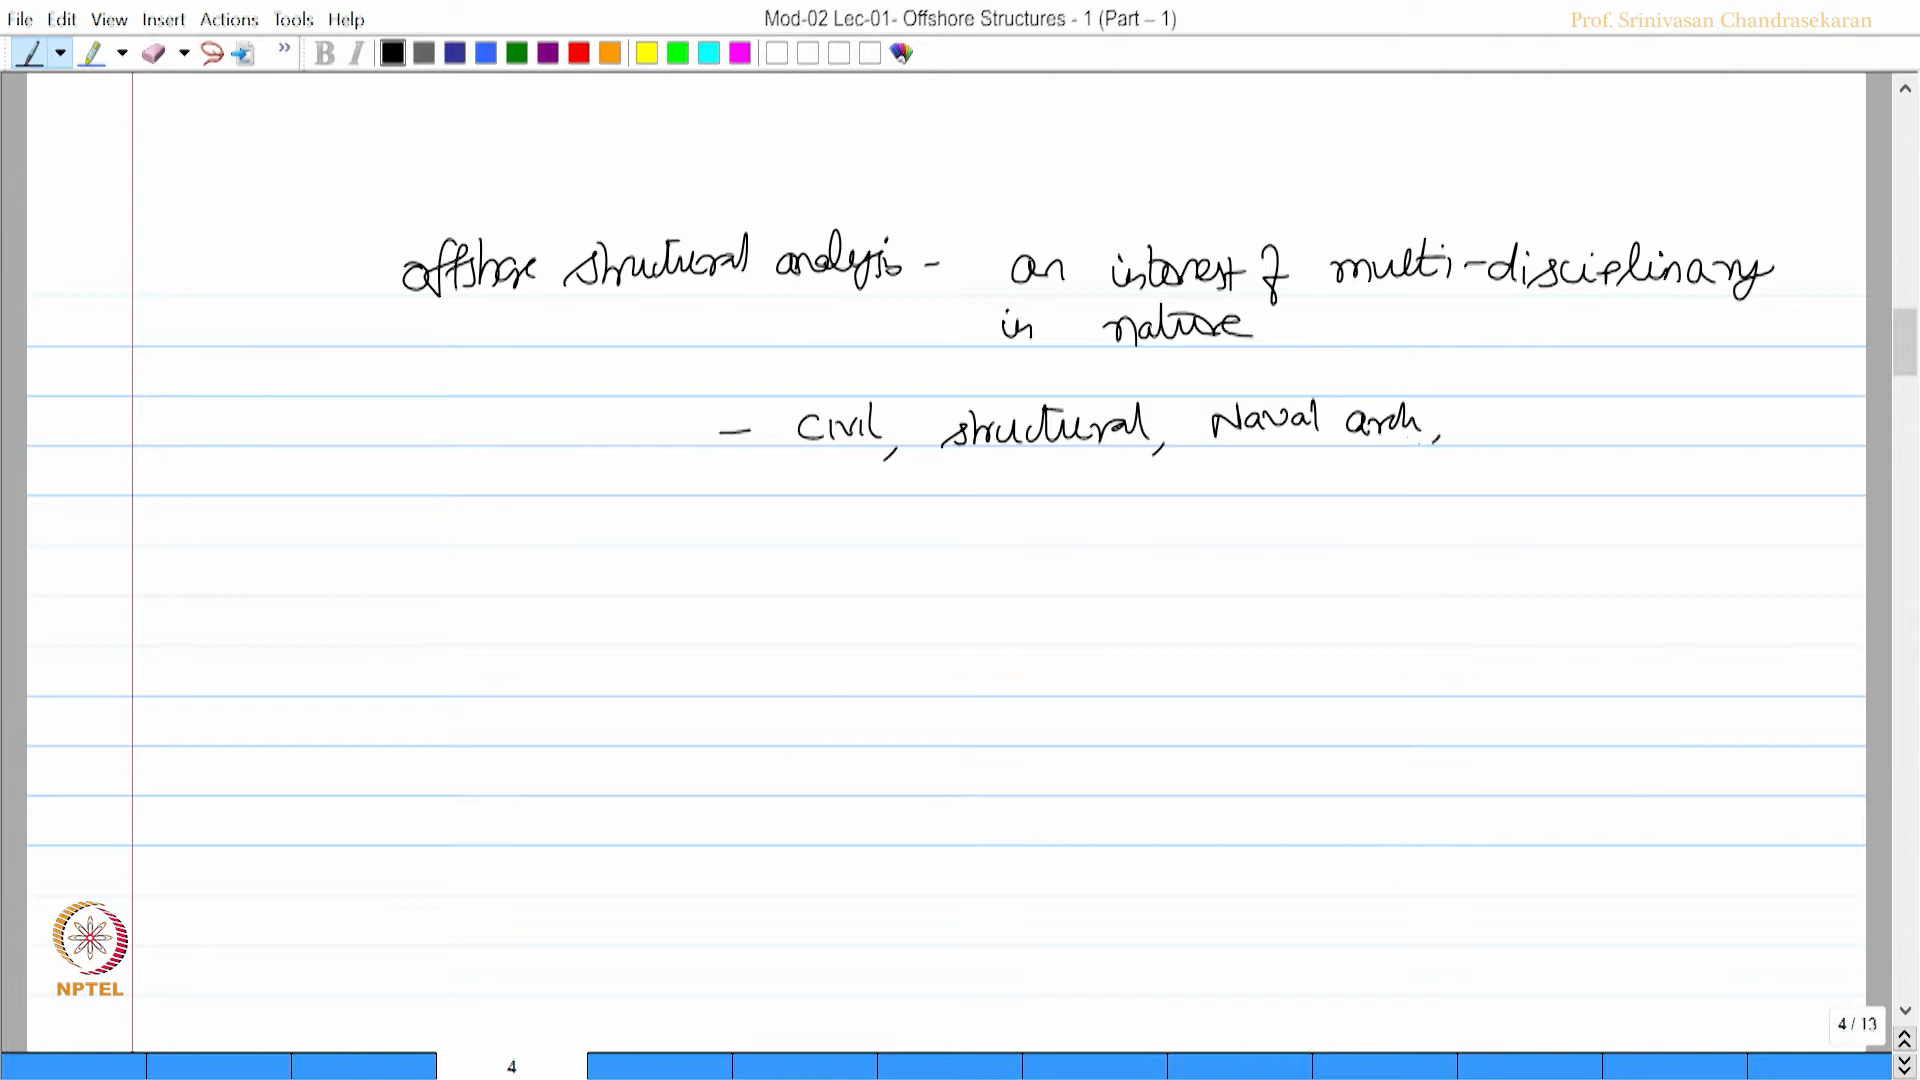 File Edit View Insert Actions Tools Help Mod-02 Lec-01- Offshore Structures - 1 (Part – 1) Prof. Srinivasan Chandrasekaran
» B I
offshore structural analysis - an interest of multi-disciplinary
in nature
- Civil, structural, Naval arch,
NPTEL
4 / 13
4